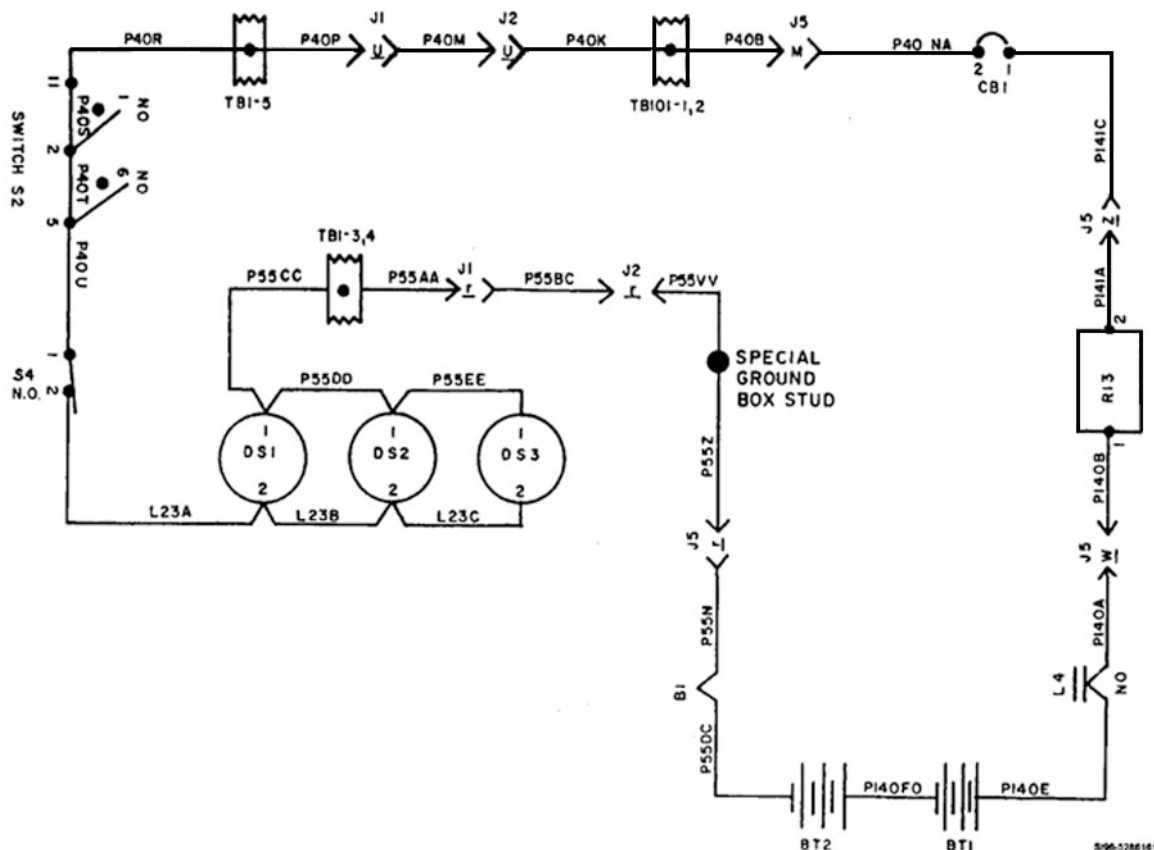 P40R
P40P
J1
U
P40M
J2
U
P40K
P40B
J5
M
P40 NA
2
1
CB1
TB1-5
TB101-1,2
11
P40S
1
NO
2
P40T
6
NO
5
SWITCH S2
P40U
P141C
J5
Z
P141A
2
R13
1
P140B
J5
W
P140A
L4
NO
TB1-3,4
P55CC
P55AA
J1
r
P55BC
J2
r
P55VV
SPECIAL
GROUND
BOX STUD
1
S4
N.O.
2
P55DD
P55EE
1
DS1
2
1
DS2
2
1
DS3
2
L23A
L23B
L23C
P55Z
J5
r
P55N
B1
P55DC
P140FO
P140E
BT2
BT1